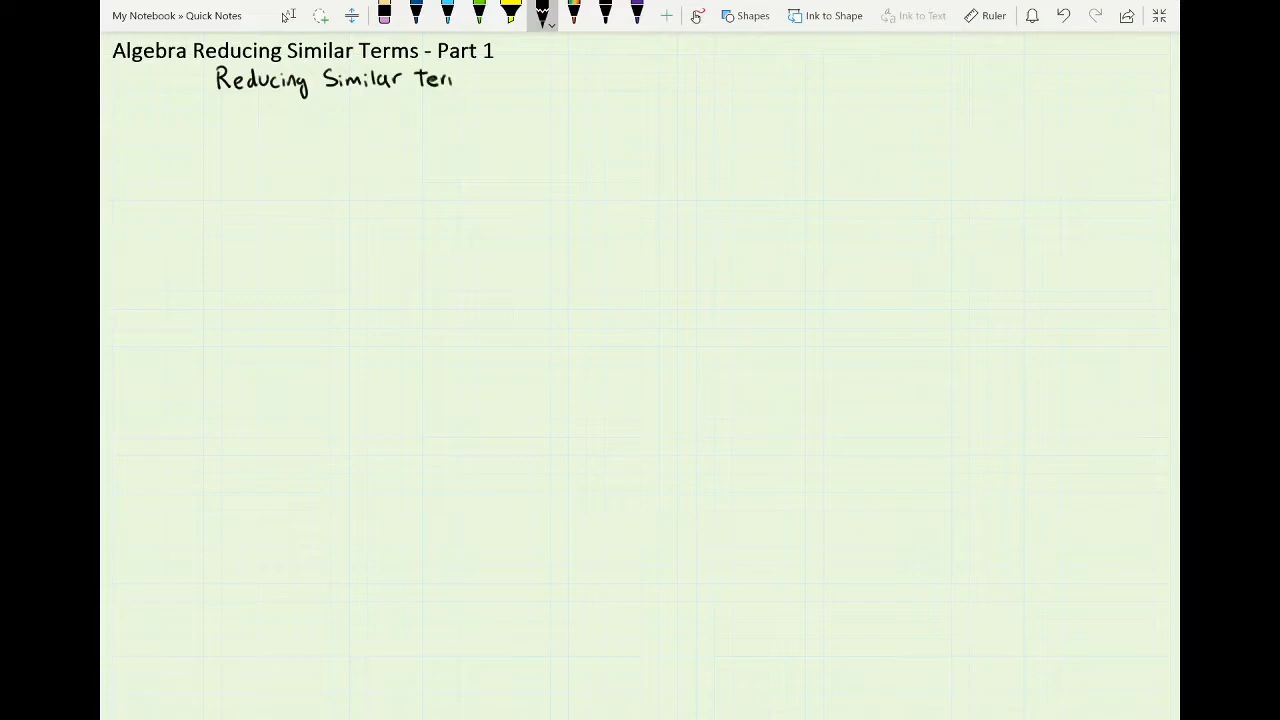 My Notebook » Quick Notes Shapes Ink to Shape Ink to Text Ruler
Algebra Reducing Similar Terms - Part 1
Reducing Similar